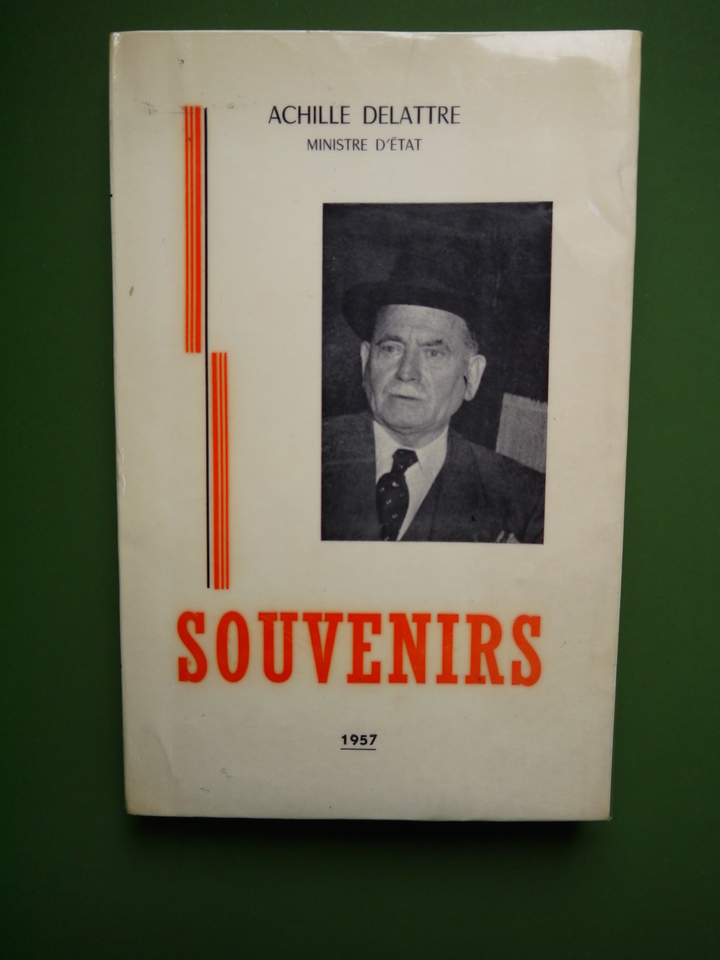 ACHILLE DELATTRE
MINISTRE D'ÉTAT
SOUVENIRS
1957